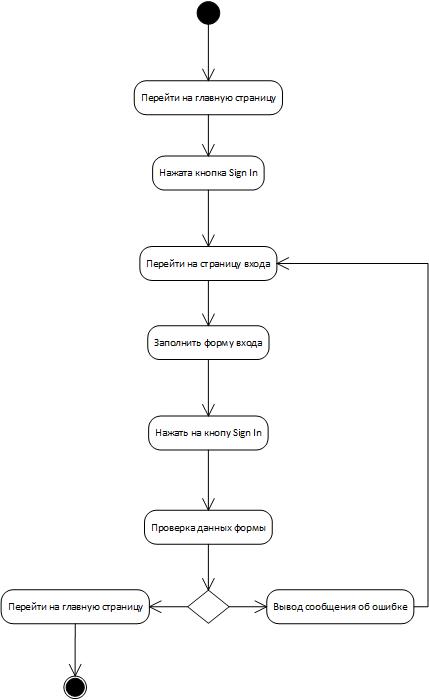 Перейти на главную страницу
Нажата кнопка Sign In
Перейти на страницу входа
Заполнить форму входа
Нажать на кнопу Sign In
Проверка данных формы
Перейти на главную страницу
Вывод сообщения об ошибке